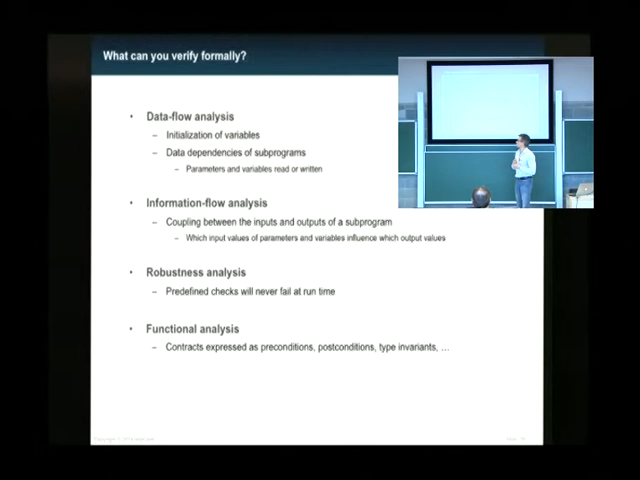 What can you verify formally?
• Data-flow analysis
– Initialization of variables
– Data dependencies of subprograms
– Parameters and variables read or written
• Information-flow analysis
– Coupling between the inputs and outputs of a subprogram
– Which input values of parameters and variables influence which output values
• Robustness analysis
– Predefined checks will never fail at run time
• Functional analysis
– Contracts expressed as preconditions, postconditions, type invariants, …